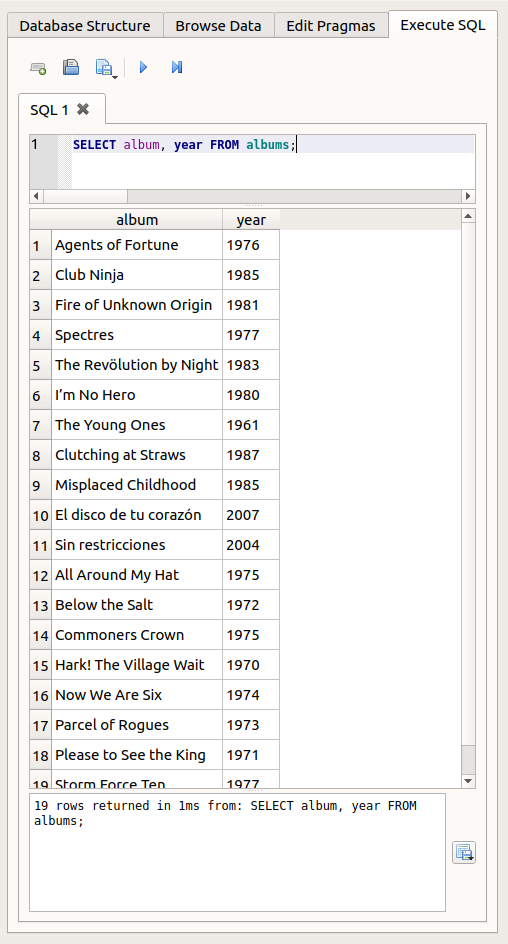 Database Structure Browse Data Edit Pragmas Execute SQL
SQL 1
1 SELECT album, year FROM albums;
album year
1 Agents of Fortune 1976
2 Club Ninja 1985
3 Fire of Unknown Origin 1981
4 Spectres 1977
5 The Revölution by Night 1983
6 I’m No Hero 1980
7 The Young Ones 1961
8 Clutching at Straws 1987
9 Misplaced Childhood 1985
10 El disco de tu corazón 2007
11 Sin restricciones 2004
12 All Around My Hat 1975
13 Below the Salt 1972
14 Commoners Crown 1975
15 Hark! The Village Wait 1970
16 Now We Are Six 1974
17 Parcel of Rogues 1973
18 Please to See the King 1971
19 Storm Force Ten 1977
19 rows returned in 1ms from: SELECT album, year FROM
albums;